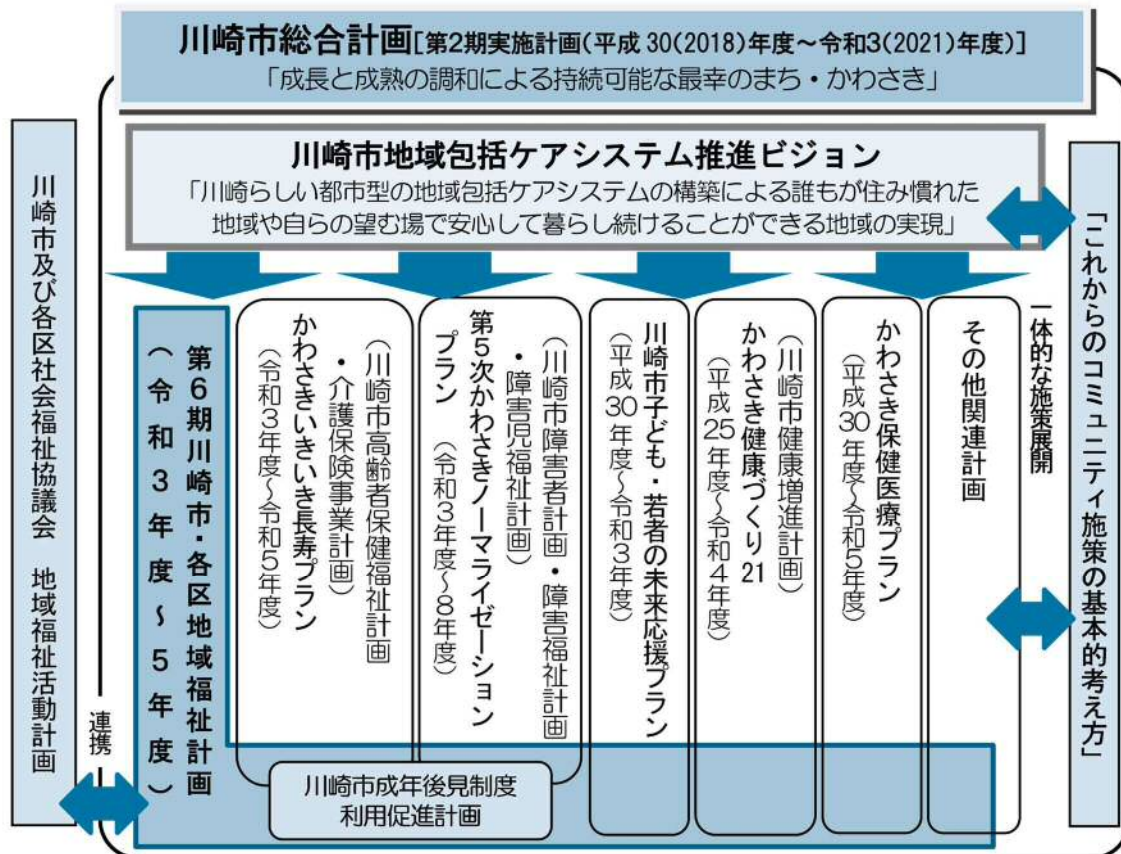 川崎市総合計画[第2期実施計画(平成30(2018)年度~令和3(2021)年度)]
「成長と成熟の調和による持続可能な最幸のまち・かわさき」
川崎市地域包括ケアシステム推進ビジョン
「川崎らしい都市型の地域包括ケアシステムの構築による誰もが住み慣れた
地域や自らの望む場で安心して暮らし続けることができる地域の実現」
「これからのコミュニティ施策の基本的考え方」
一体的な施策展開
その他関連計画
かわさき保健医療プラン
(平成30年度~令和5年度)
(川崎市健康増進計画)
かわさき健康づくり21
(平成25年度~令和4年度)
川崎市子ども・若者の未来応援プラン
(平成30年度~令和3年度)
(川崎市障害者計画・障害福祉計画
・障害児福祉計画)
第5次かわさきノーマライゼーション
プラン (令和3年度~8年度)
(川崎市高齢者保健福祉計画
・介護保険事業計画)
かわさきいきいき長寿プラン
(令和3年度~令和5年度)
第6期川崎市・各区地域福祉計画
(令和3年度~5年度)
川崎市成年後見制度
利用促進計画
連携
川崎市及び各区社会福祉協議会 地域福祉活動計画